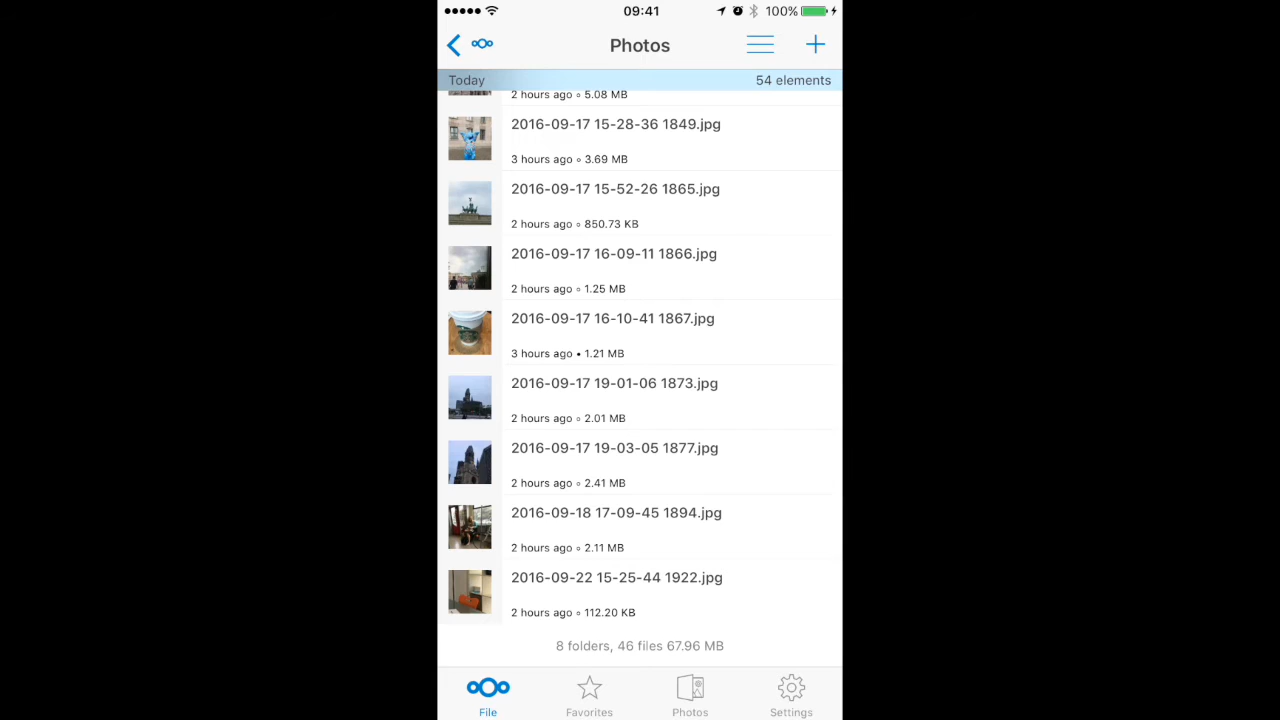 09:41
100%
Photos
Today
54 elements
2 hours ago ∘ 5.08 MB
2016-09-17 15-28-36 1849.jpg
3 hours ago ∘ 3.69 MB
2016-09-17 15-52-26 1865.jpg
2 hours ago ∘ 850.73 KB
2016-09-17 16-09-11 1866.jpg
2 hours ago ∘ 1.25 MB
2016-09-17 16-10-41 1867.jpg
3 hours ago • 1.21 MB
2016-09-17 19-01-06 1873.jpg
2 hours ago ∘ 2.01 MB
2016-09-17 19-03-05 1877.jpg
2 hours ago ∘ 2.41 MB
2016-09-18 17-09-45 1894.jpg
2 hours ago ∘ 2.11 MB
2016-09-22 15-25-44 1922.jpg
2 hours ago ∘ 112.20 KB
8 folders, 46 files 67.96 MB
File
Favorites
Photos
Settings